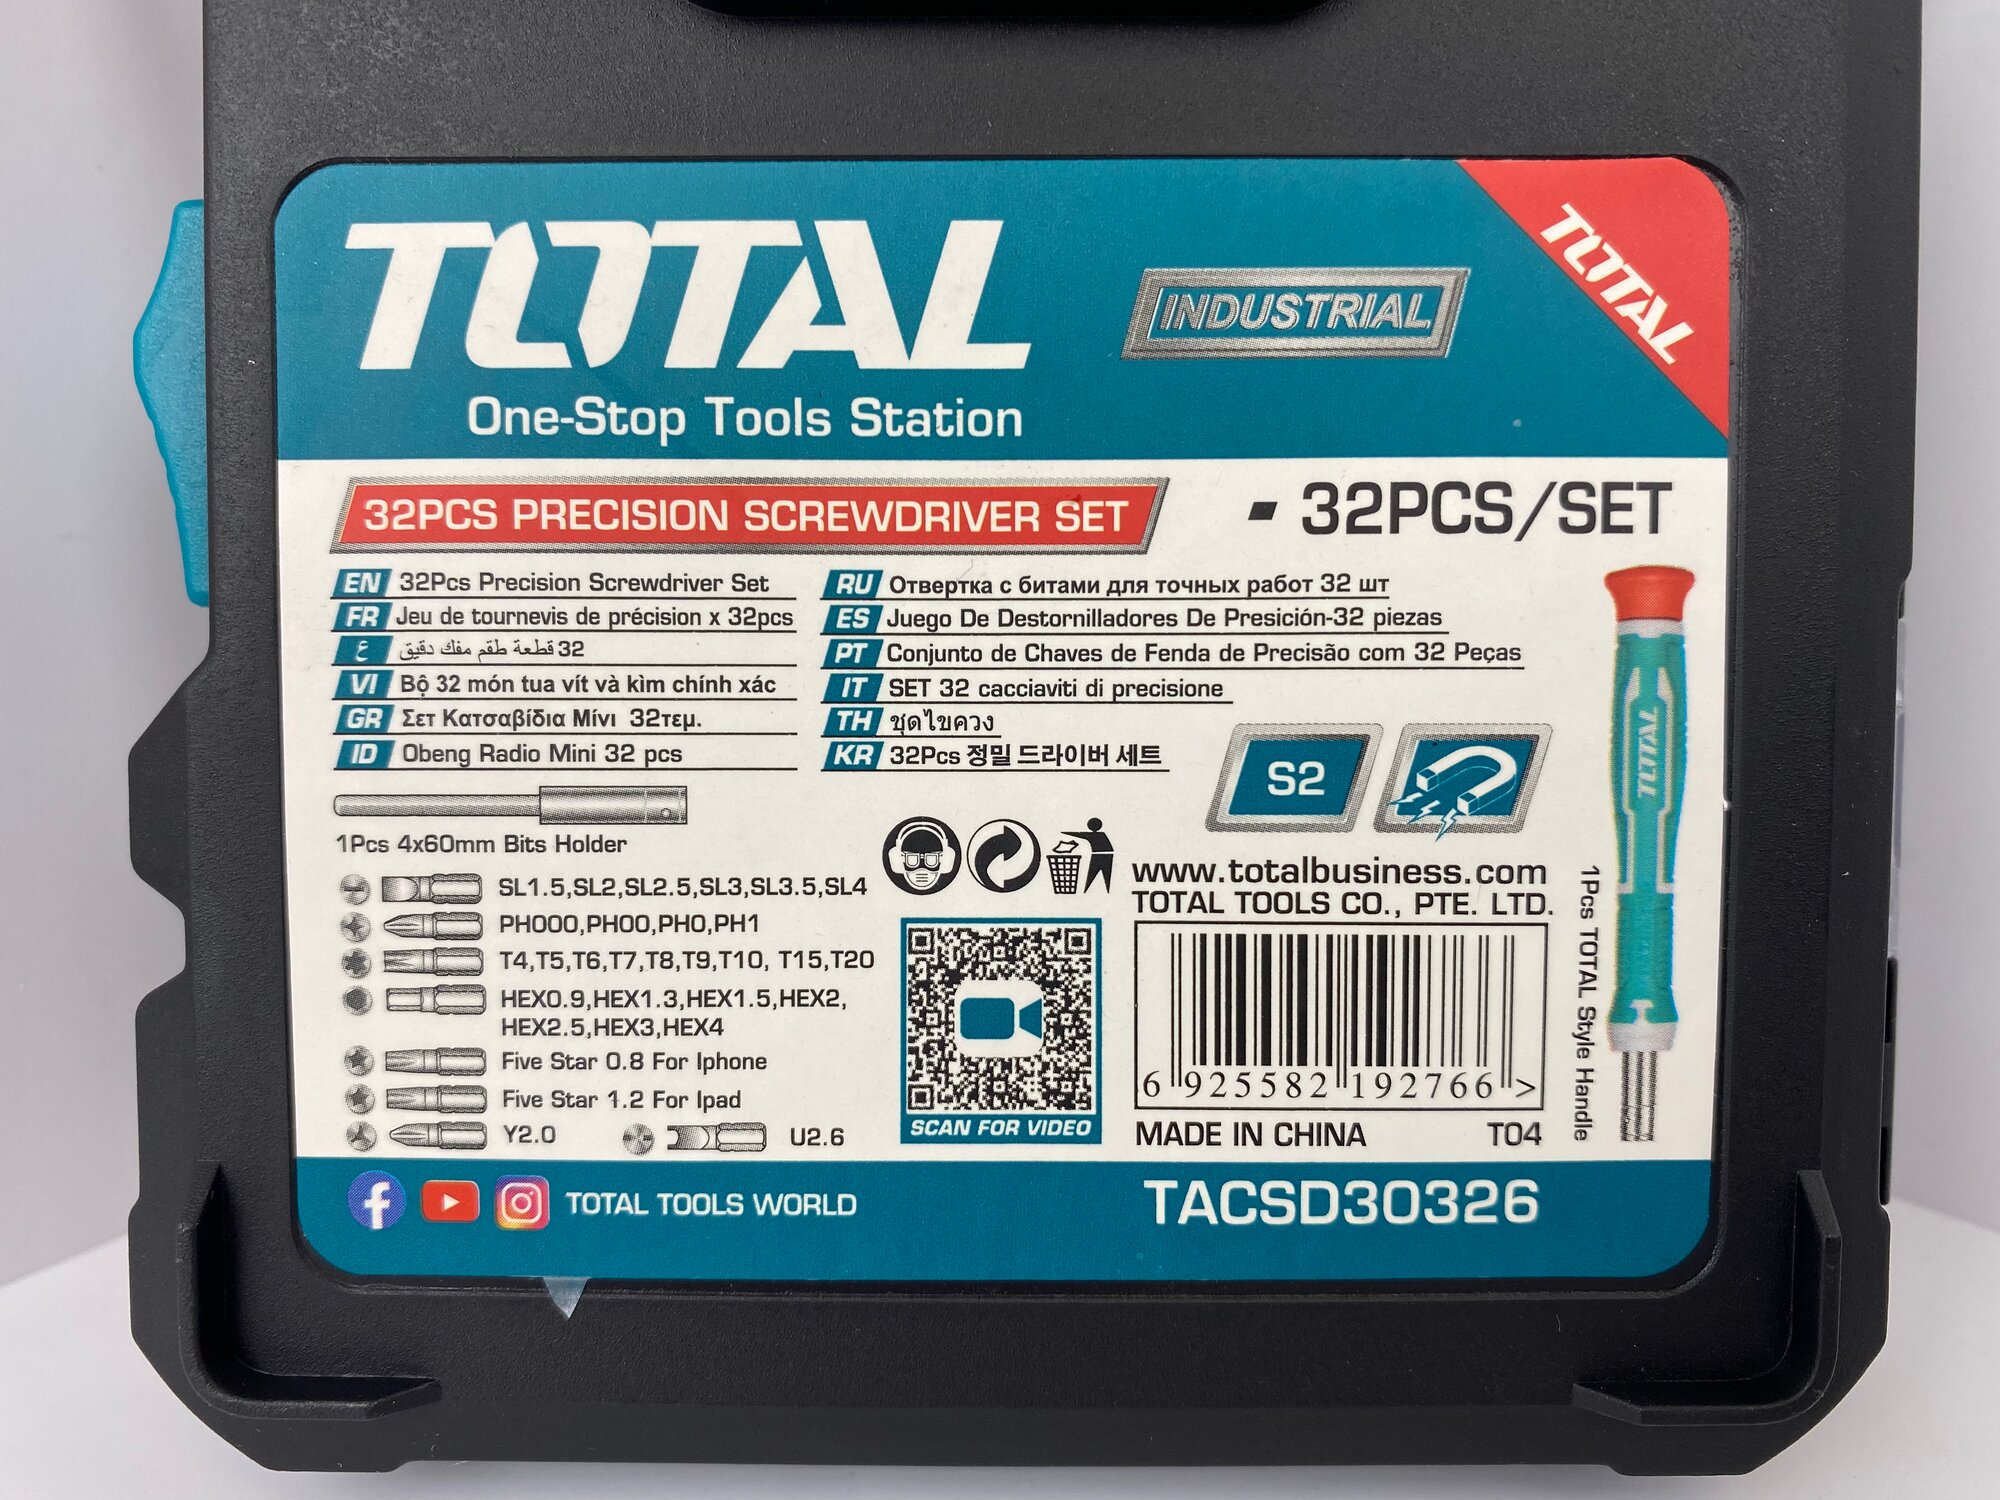 TOTAL
INDUSTRIAL
TOTAL
One-Stop Tools Station
32PCS PRECISION SCREWDRIVER SET
- 32PCS/SET
EN 32Pcs Precision Screwdriver Set
FR Jeu de tournevis de précision x 32pcs
ع 32 قطعة طقم مفك دقيق
VI Bộ 32 món tua vít và kìm chính xác
GR Σετ Κατσαβίδια Μίνι 32τεμ.
ID Obeng Radio Mini 32 pcs
RU Отвертка с битами для точных работ 32 шт
ES Juego De Destornilladores De Presición-32 piezas
PT Conjunto de Chaves de Fenda de Precisão com 32 Peças
IT SET 32 cacciaviti di precisione
TH ชุดไขควง
KR 32Pcs 정밀 드라이버 세트
S2
TOTAL
1Pcs TOTAL Style Handle
1Pcs 4x60mm Bits Holder
SL1.5,SL2,SL2.5,SL3,SL3.5,SL4
PH000,PH00,PH0,PH1
T4,T5,T6,T7,T8,T9,T10, T15,T20
HEX0.9,HEX1.3,HEX1.5,HEX2,
HEX2.5,HEX3,HEX4
Five Star 0.8 For Iphone
Five Star 1.2 For Ipad
Y2.0
U2.6
SCAN FOR VIDEO
www.totalbusiness.com
TOTAL TOOLS CO., PTE. LTD.
6 925582 192766 >
MADE IN CHINA
T04
TOTAL TOOLS WORLD
TACSD30326